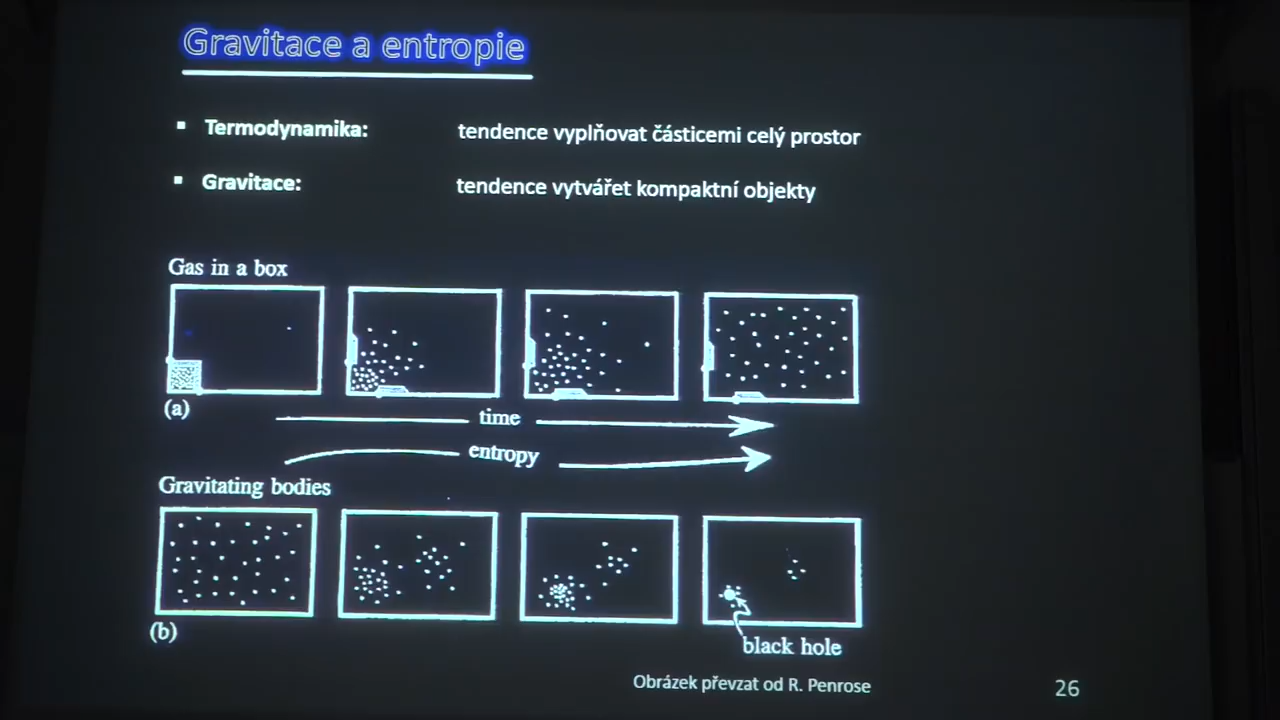 Gravitace a entropie
▪ Termodynamika: tendence vyplňovat částicemi celý prostor
▪ Gravitace: tendence vytvářet kompaktní objekty
Gas in a box
(a)
time
entropy
Gravitating bodies
(b)
black hole
Obrázek převzat od R. Penrose
26